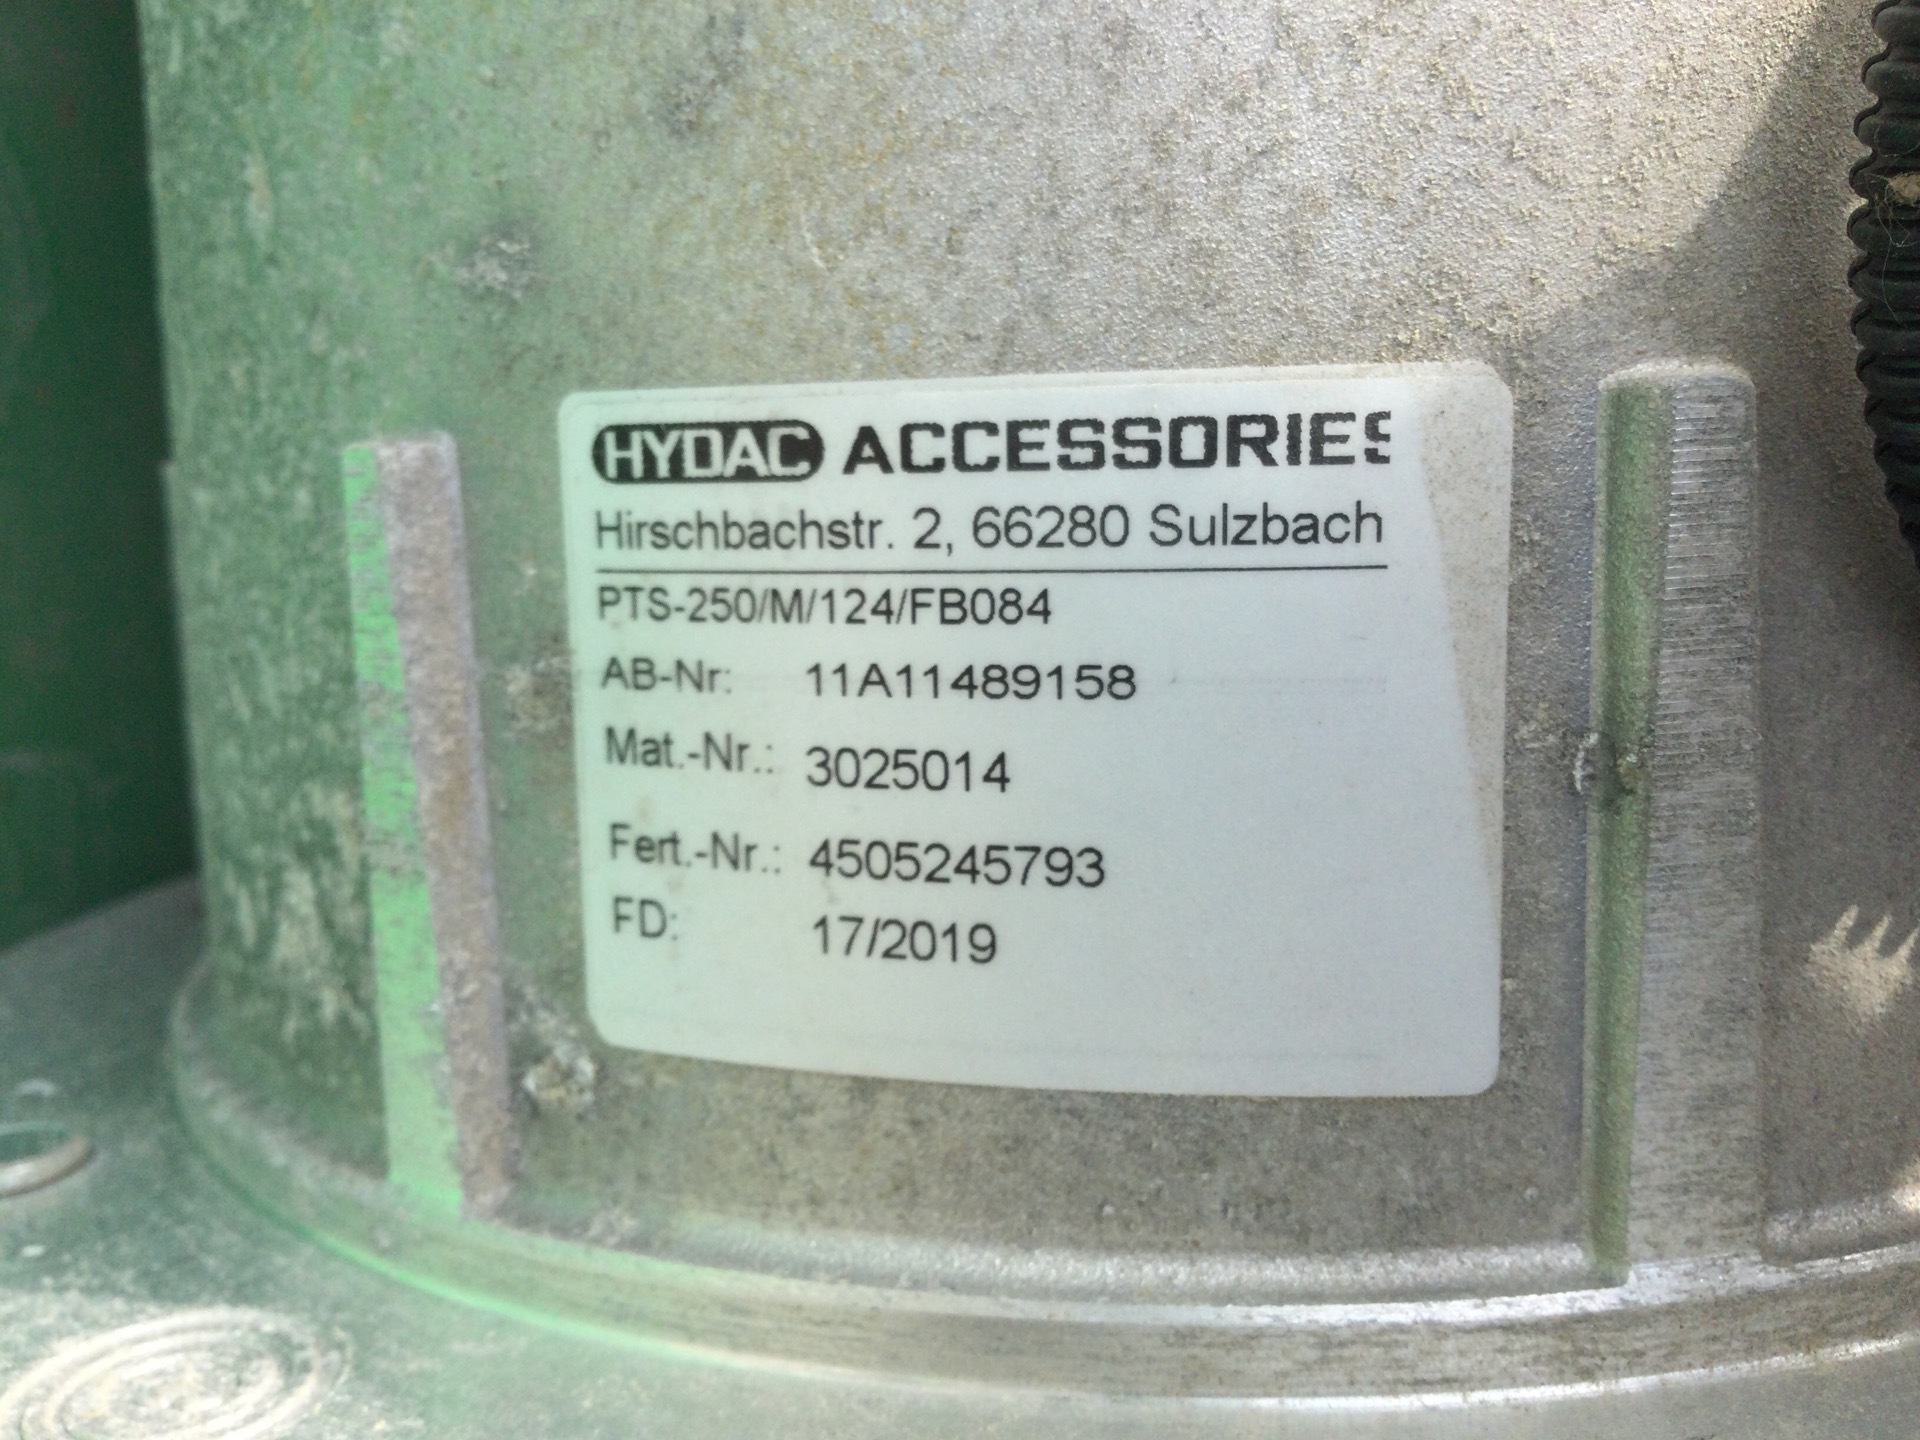 HYDAC ACCESSORIES
Hirschbachstr. 2, 66280 Sulzbach
PTS-250/M/124/FB084
AB-Nr: 11A11489158
Mat.-Nr.: 3025014
Fert.-Nr.: 4505245793
FD: 17/2019